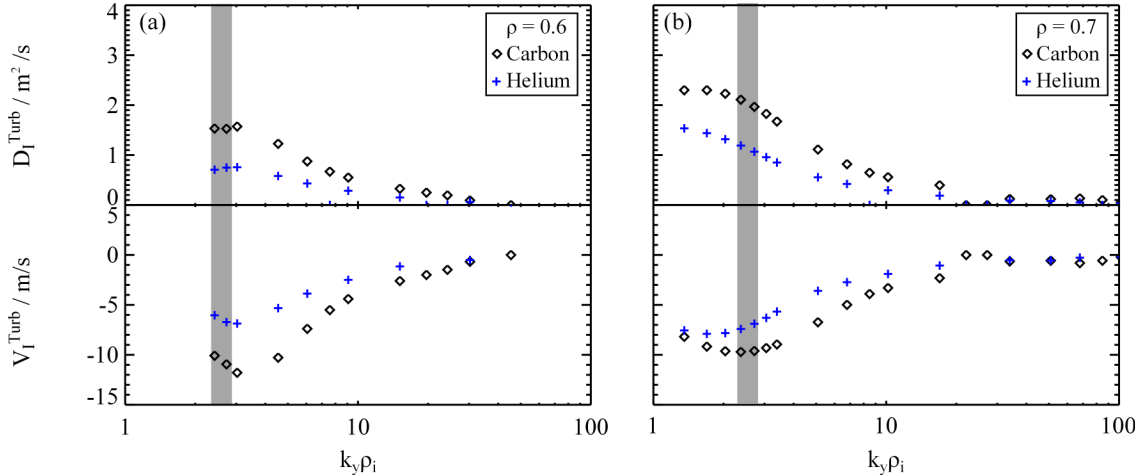 (a)
ρ = 0.6
Carbon
Helium
4
3
2
1
0
D_I^Turb / m² /s
5
0
-5
-10
-15
V_I^Turb / m/s
1 10 100
k_yρ_i
(b)
ρ = 0.7
Carbon
Helium
1 10 100
k_yρ_i